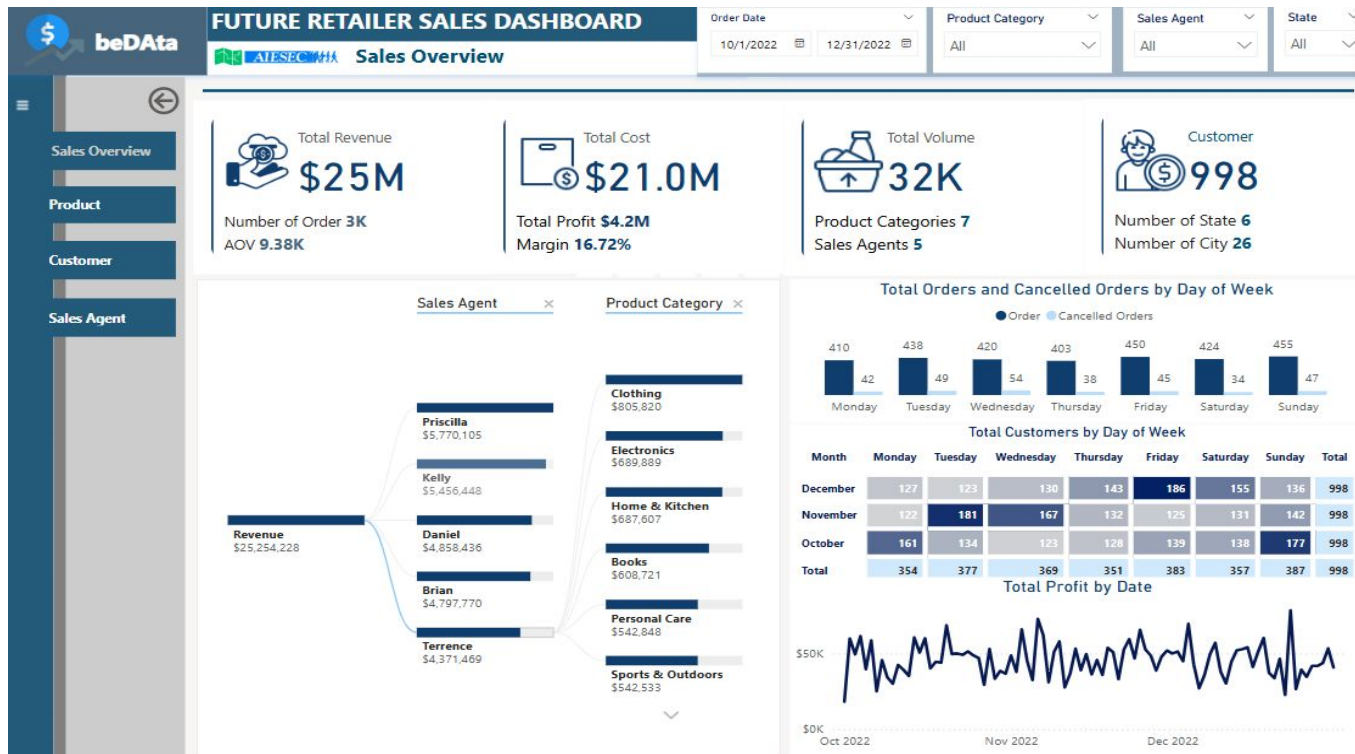 $ beDAta
FUTURE RETAILER SALES DASHBOARD
AIESEC Sales Overview
Order Date
10/1/2022 12/31/2022
Product Category
All
Sales Agent
All
State
All
Sales Overview
Product
Customer
Sales Agent
Total Revenue
$25M
Number of Order 3K
AOV 9.38K
Total Cost
$21.0M
Total Profit $4.2M
Margin 16.72%
Total Volume
32K
Product Categories 7
Sales Agents 5
Customer
998
Number of State 6
Number of City 26
Sales Agent
Product Category
Revenue
$25,254,228
Priscilla
$5,770,105
Kelly
$5,456,448
Daniel
$4,858,436
Brian
$4,797,770
Terrence
$4,371,469
Clothing
$805,820
Electronics
$689,889
Home & Kitchen
$687,607
Books
$608,721
Personal Care
$542,848
Sports & Outdoors
$542,533
Total Orders and Cancelled Orders by Day of Week
Order Cancelled Orders
410 42 438 49 420 54 403 38 450 45 424 34 455 47
Monday Tuesday Wednesday Thursday Friday Saturday Sunday
Total Customers by Day of Week
Month Monday Tuesday Wednesday Thursday Friday Saturday Sunday Total
December 127 123 130 143 186 155 136 998
November 122 181 167 132 125 131 142 998
October 161 134 123 128 139 138 177 998
Total 354 377 369 351 383 357 387 998
Total Profit by Date
$50K
$0K
Oct 2022 Nov 2022 Dec 2022